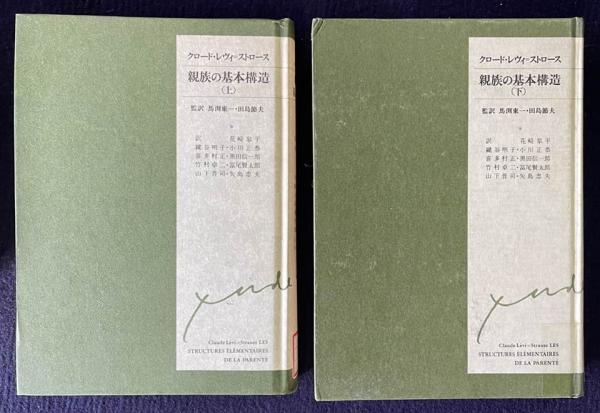 クロード・レヴィ=ストロース
親族の基本構造
(上)
監訳 馬渕東一・田島節夫
*
訳 花崎皋平
鍵谷明子・小川正恭
喜多村正・黒田信一郎
竹村卓二・冨尾賢太郎
山下晋司・矢島忠夫
Claude Lévi-Strauss LES
STRUCTURES ÉLÉMENTAIRES
DE LA PARENTÉ
クロード・レヴィ=ストロース
親族の基本構造
(下)
監訳 馬渕東一・田島節夫
*
訳 花崎皋平
鍵谷明子・小川正恭
喜多村正・黒田信一郎
竹村卓二・冨尾賢太郎
山下晋司・矢島忠夫
Claude Lévi-Strauss LES
STRUCTURES ÉLÉMENTAIRES
DE LA PARENTÉ